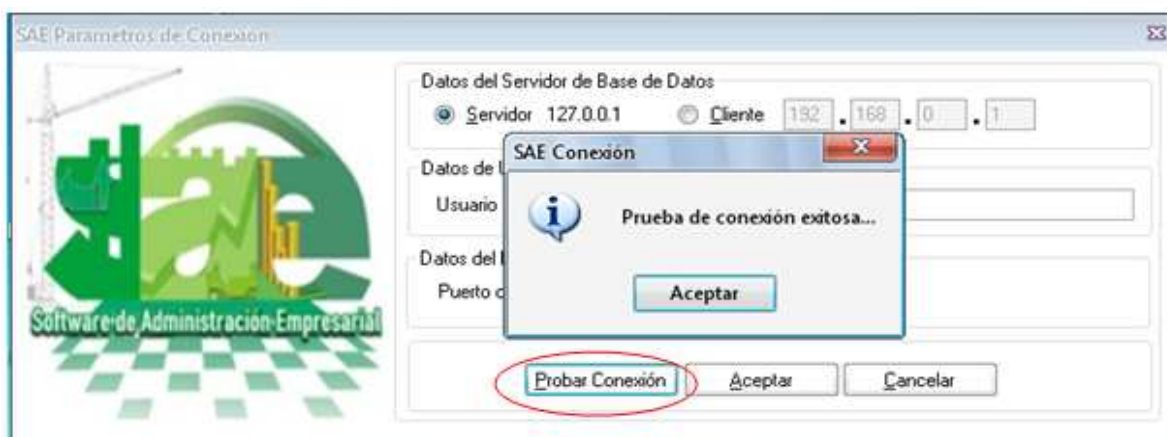 SAE Parametros de Conexion
Datos del Servidor de Base de Datos
Servidor 127.0.0.1 Cliente 192 . 168 . 0 . 1
SAE Conexión
Datos de
Usuario
Prueba de conexión exitosa...
Datos del
Puerto
Aceptar
sae
Software de Administración Empresarial
Probar Conexión Aceptar Cancelar